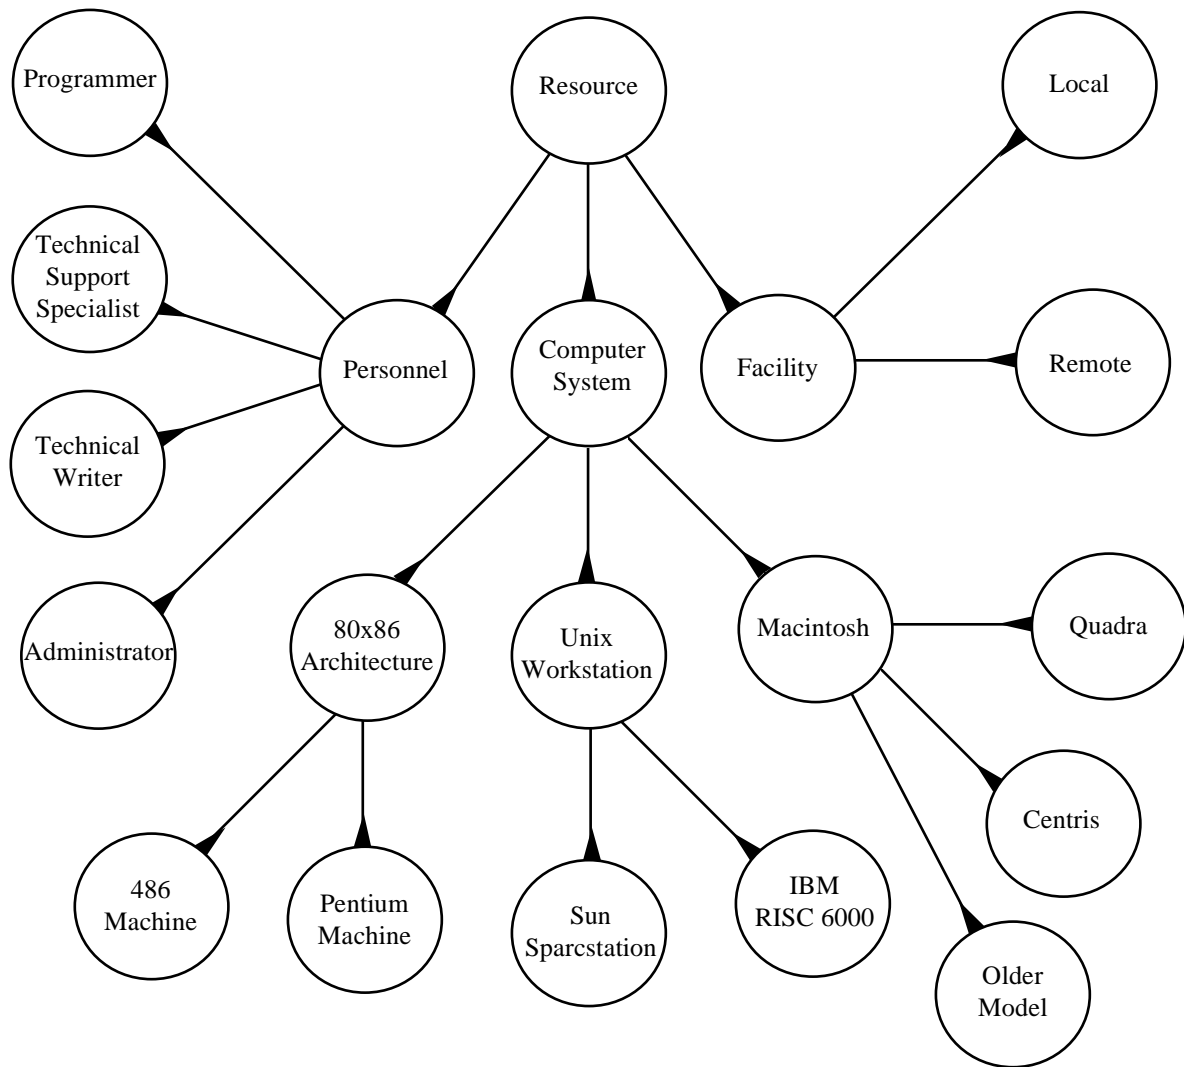 Programmer
Resource
Local
Technical
Support
Specialist
Personnel
Computer
System
Facility
Remote
Technical
Writer
Administrator
80x86
Architecture
Unix
Workstation
Macintosh
Quadra
486
Machine
Pentium
Machine
Sun
Sparcstation
IBM
RISC 6000
Centris
Older
Model